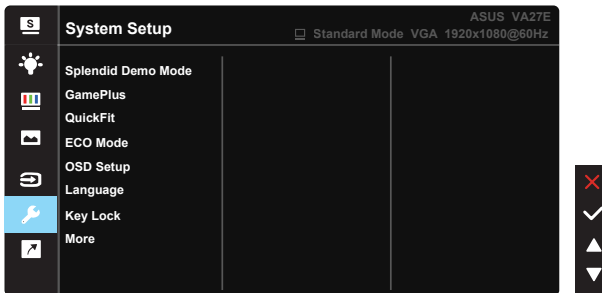 S
System Setup
ASUS VA27E
Standard Mode VGA 1920x1080@60Hz
Splendid Demo Mode
GamePlus
QuickFit
ECO Mode
OSD Setup
Language
Key Lock
More